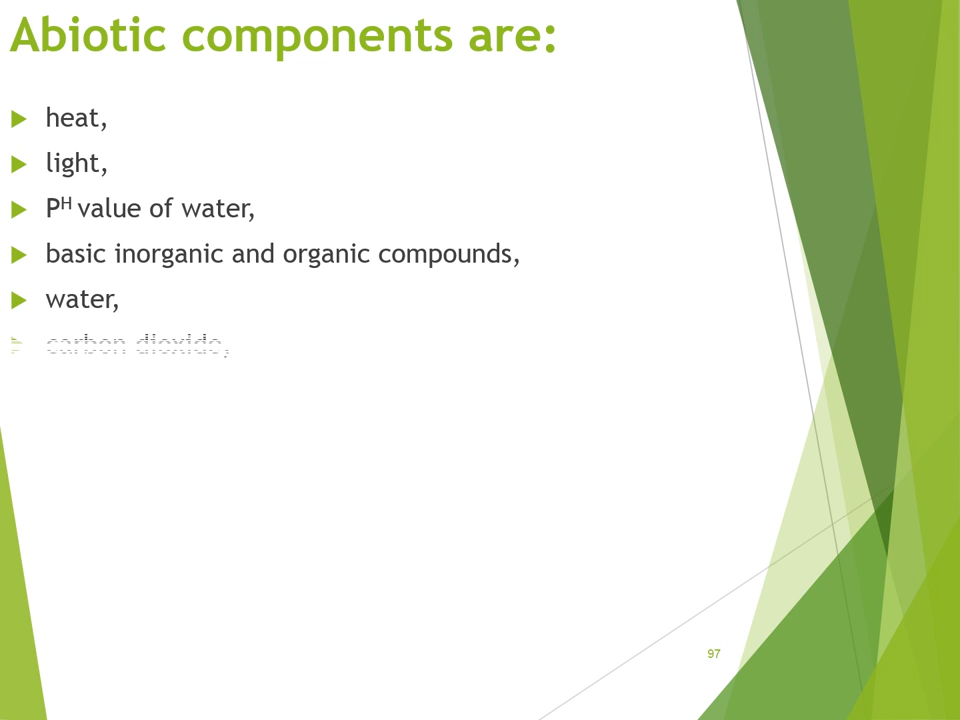 Abiotic components are:
heat,
light,
Pᴴ value of water,
basic inorganic and organic compounds,
water,
carbon dioxide,
97